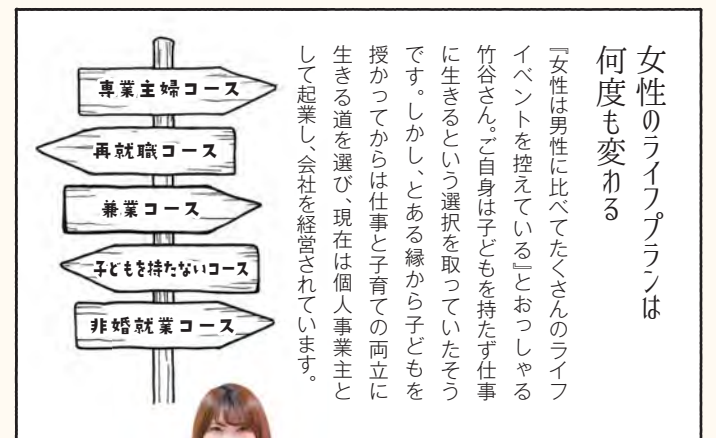 女性のライフプランは
何度も変わる
『女性は男性に比べてたくさんのライフ
イベントを控えている』とおっしゃる
竹谷さん。ご自身は子どもを持たず仕事
に生きるという選択を取っていたそう
です。しかし、とある縁から子どもを
授かってからは仕事と子育ての両立に
生きる道を選び、現在は個人事業主と
して起業し、会社を経営されています。
専業主婦コース
再就職コース
兼業コース
子どもを持たないコース
非婚就業コース